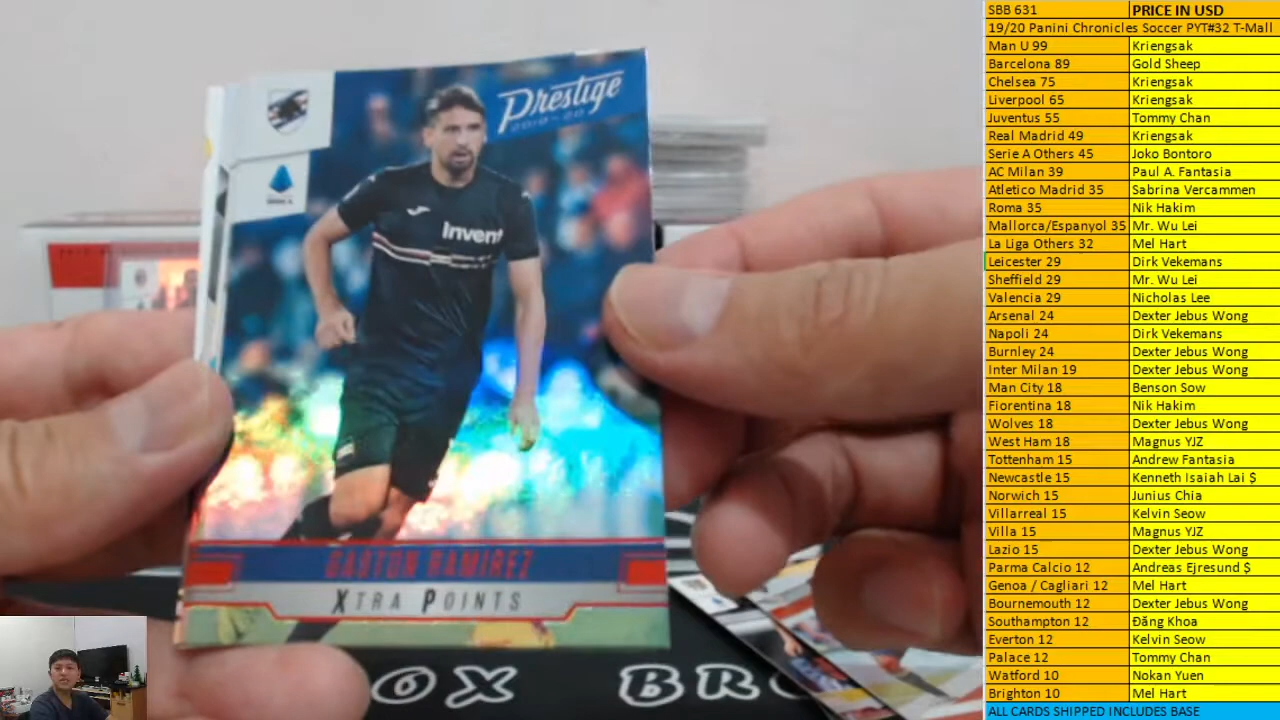 Prestige
2019-20
Invent
GASTON RAMIREZ
XTRA POINTS
SERIE A
OX BR
SBB 631 PRICE IN USD
19/20 Panini Chronicles Soccer PYT#32 T-Mall
Man U 99 Kriengsak
Barcelona 89 Gold Sheep
Chelsea 75 Kriengsak
Liverpool 65 Kriengsak
Juventus 55 Tommy Chan
Real Madrid 49 Kriengsak
Serie A Others 45 Joko Bontoro
AC Milan 39 Paul A. Fantasia
Atletico Madrid 35 Sabrina Vercammen
Roma 35 Nik Hakim
Mallorca/Espanyol 35 Mr. Wu Lei
La Liga Others 32 Mel Hart
Leicester 29 Dirk Vekemans
Sheffield 29 Mr. Wu Lei
Valencia 29 Nicholas Lee
Arsenal 24 Dexter Jebus Wong
Napoli 24 Dirk Vekemans
Burnley 24 Dexter Jebus Wong
Inter Milan 19 Dexter Jebus Wong
Man City 18 Benson Sow
Fiorentina 18 Nik Hakim
Wolves 18 Dexter Jebus Wong
West Ham 18 Magnus YJZ
Tottenham 15 Andrew Fantasia
Newcastle 15 Kenneth Isaiah Lai $
Norwich 15 Junius Chia
Villarreal 15 Kelvin Seow
Villa 15 Magnus YJZ
Lazio 15 Dexter Jebus Wong
Parma Calcio 12 Andreas Ejresund $
Genoa / Cagliari 12 Mel Hart
Bournemouth 12 Dexter Jebus Wong
Southampton 12 Đăng Khoa
Everton 12 Kelvin Seow
Palace 12 Tommy Chan
Watford 10 Nokan Yuen
Brighton 10 Mel Hart
ALL CARDS SHIPPED INCLUDES BASE